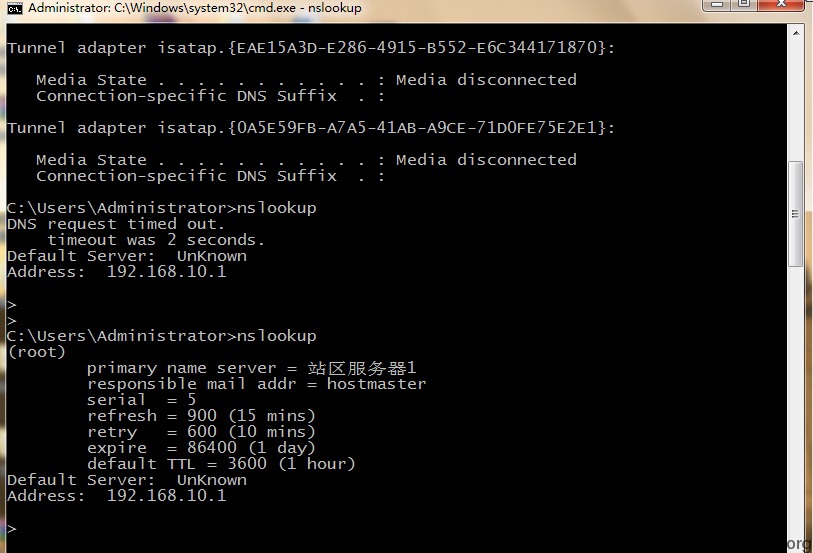 Administrator: C:\Windows\system32\cmd.exe - nslookup
Tunnel adapter isatap.{EAE15A3D-E286-4915-B552-E6C344171870}:
Media State . . . . . . . . . . . : Media disconnected
Connection-specific DNS Suffix  . :
Tunnel adapter isatap.{0A5E59FB-A7A5-41AB-A9CE-71D0FE75E2E1}:
Media State . . . . . . . . . . . : Media disconnected
Connection-specific DNS Suffix  . :
C:\Users\Administrator>nslookup
DNS request timed out.
timeout was 2 seconds.
Default Server:  UnKnown
Address:  192.168.10.1
>
>
C:\Users\Administrator>nslookup
(root)
primary name server = 站区服务器1
responsible mail addr = hostmaster
serial  = 5
refresh = 900 (15 mins)
retry   = 600 (10 mins)
expire  = 86400 (1 day)
default TTL = 3600 (1 hour)
Default Server:  UnKnown
Address:  192.168.10.1
>
org